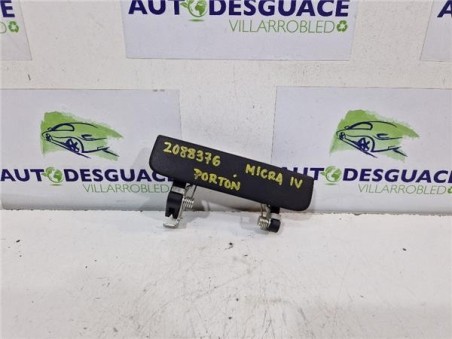 AUTODESGUACE
VILLARROBLEDO
AUTODESGUACE
VILLARROBLEDO
AUTODESGUACE
VILLARROBLEDO
2088376 MICRA IV
PORTON